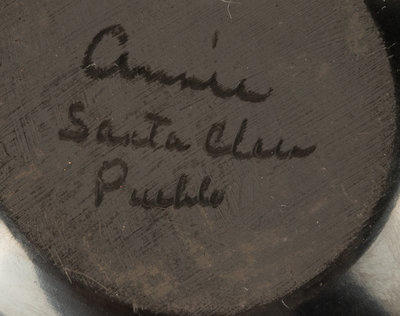 Annie
Santa Clara
Pueblo